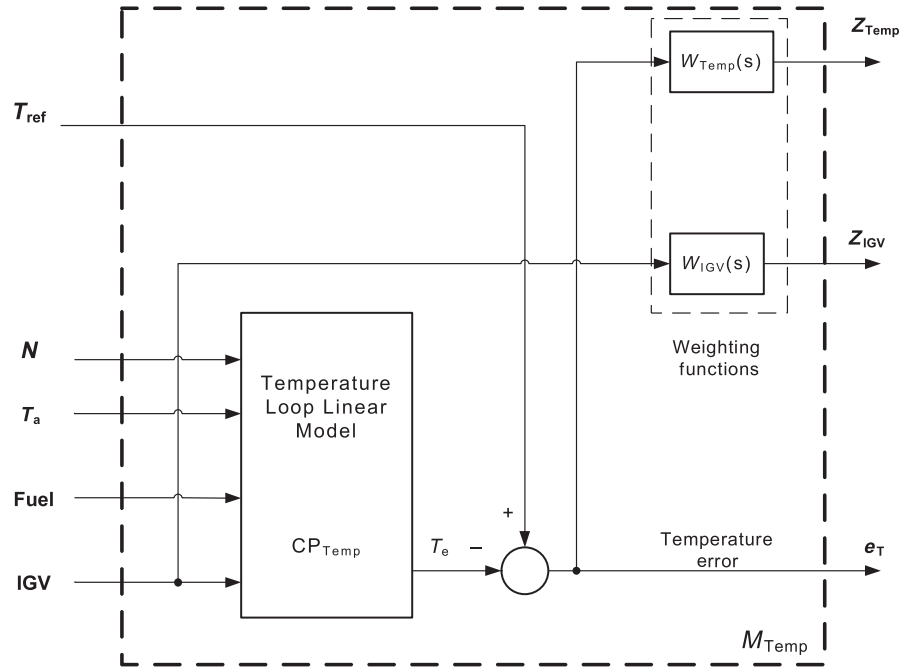 Z_Temp
W_Temp(s)
T_ref
Z_IGV
W_IGV(s)
Weighting
functions
N
T_a
Fuel
IGV
Temperature
Loop Linear
Model
CP_Temp
T_e
−
+
Temperature
error
e_T
M_Temp